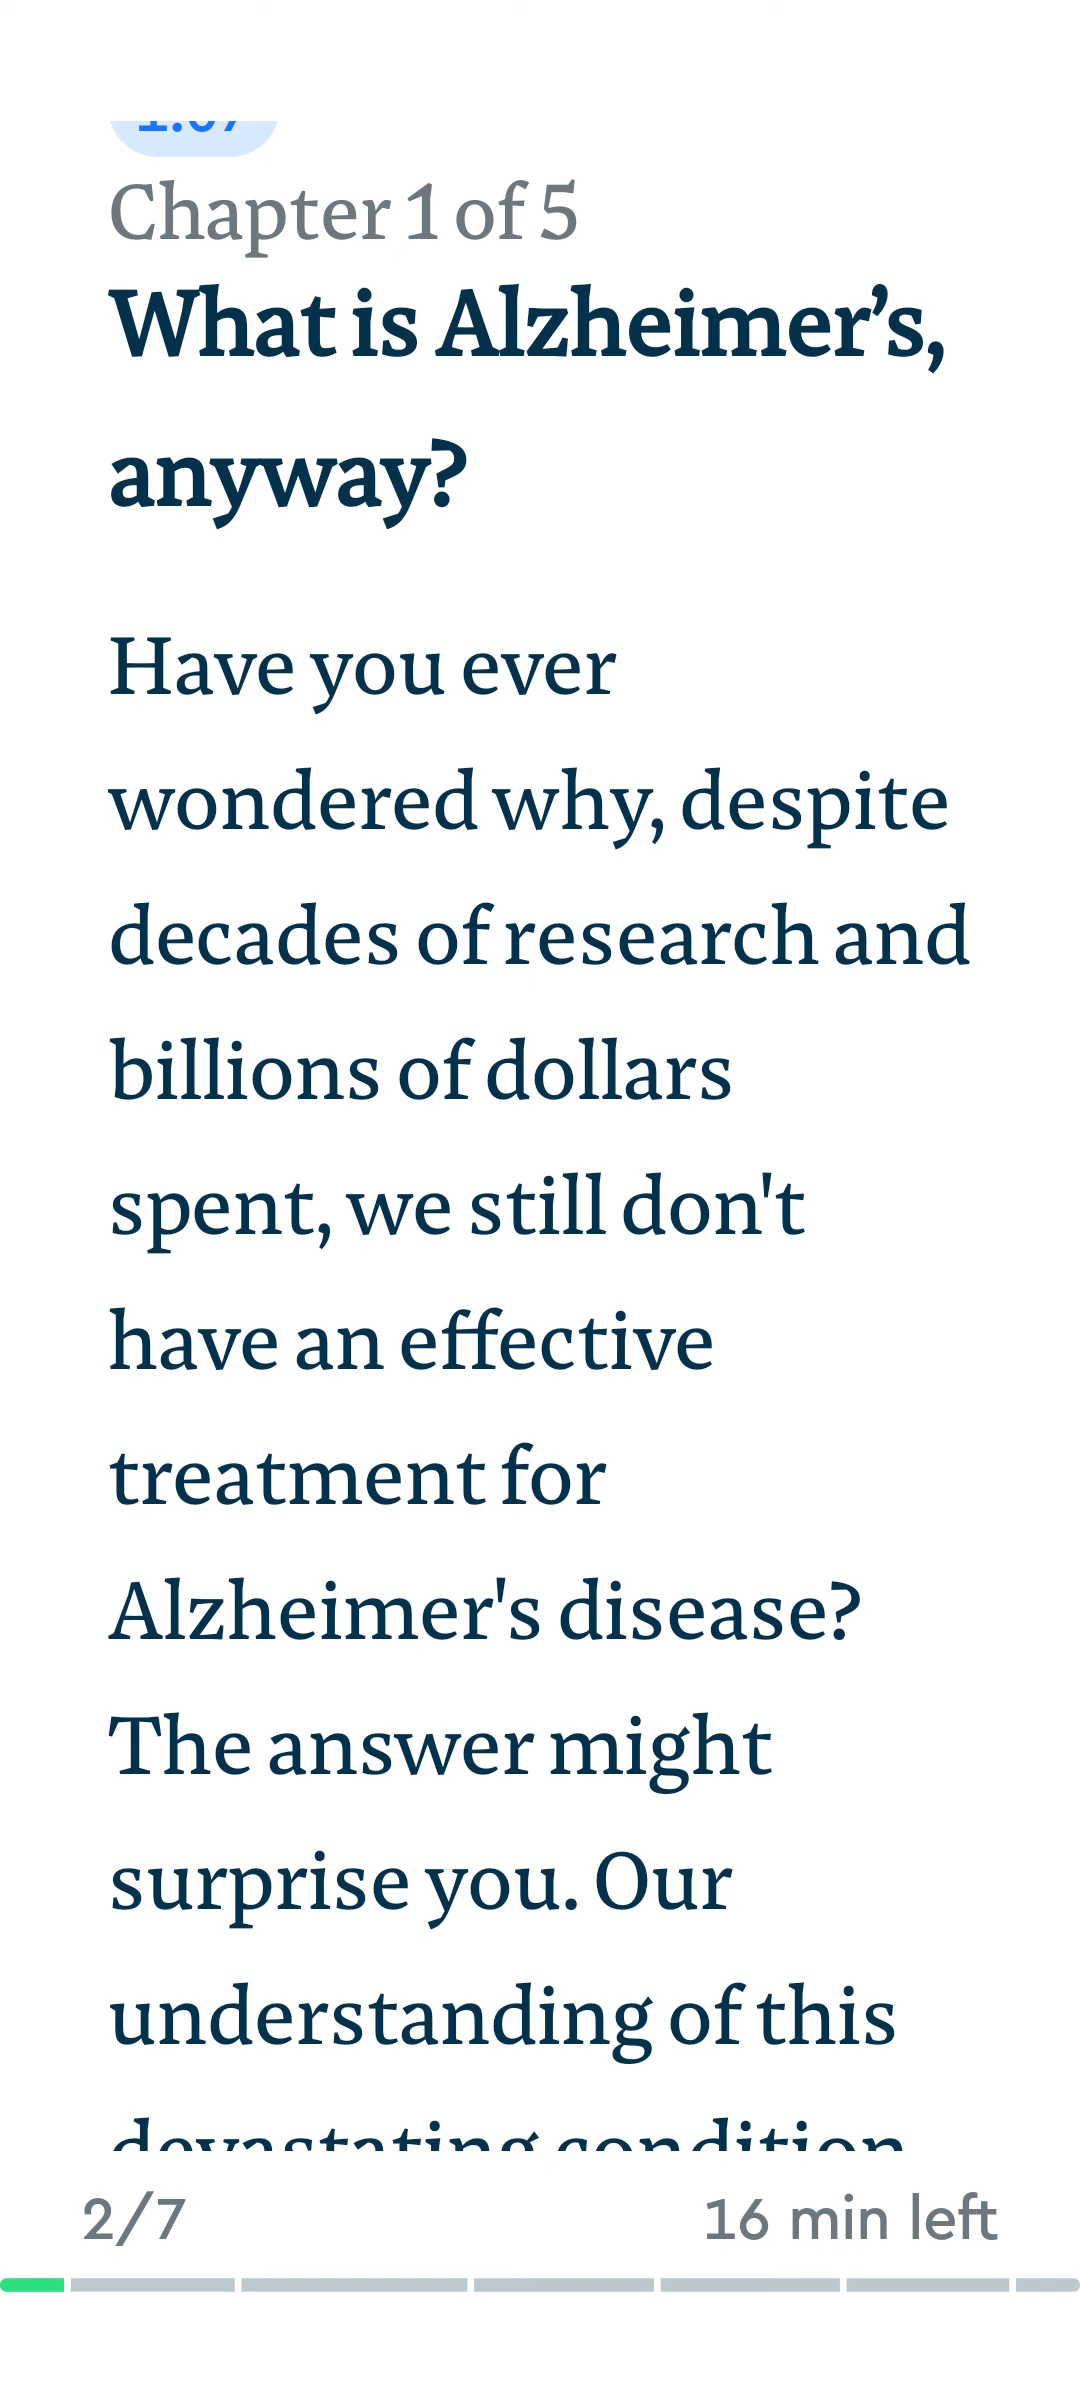 Chapter 1 of 5
What is Alzheimer’s,
anyway?
Have you ever
wondered why, despite
decades of research and
billions of dollars
spent, we still don't
have an effective
treatment for
Alzheimer's disease?
The answer might
surprise you. Our
understanding of this
devastating condition
2/7
16 min left